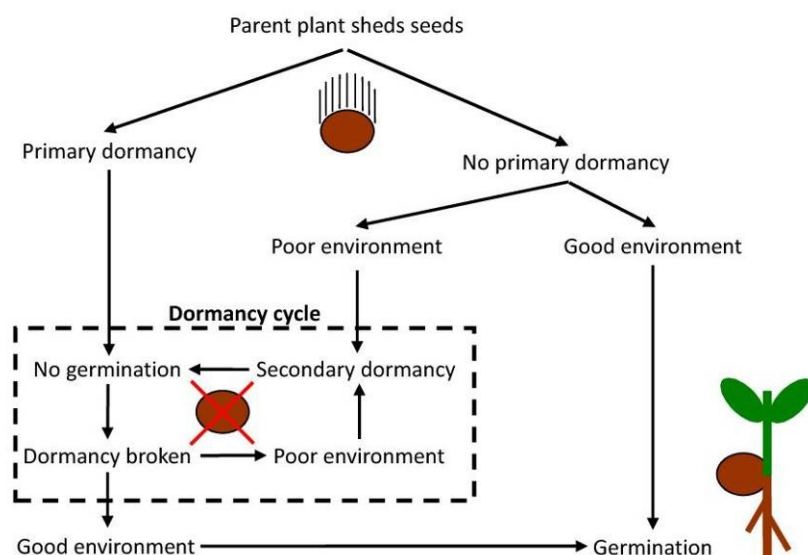 Parent plant sheds seeds
Primary dormancy
No primary dormancy
Poor environment
Good environment
Dormancy cycle
No germination
Secondary dormancy
Dormancy broken
Poor environment
Good environment
Germination